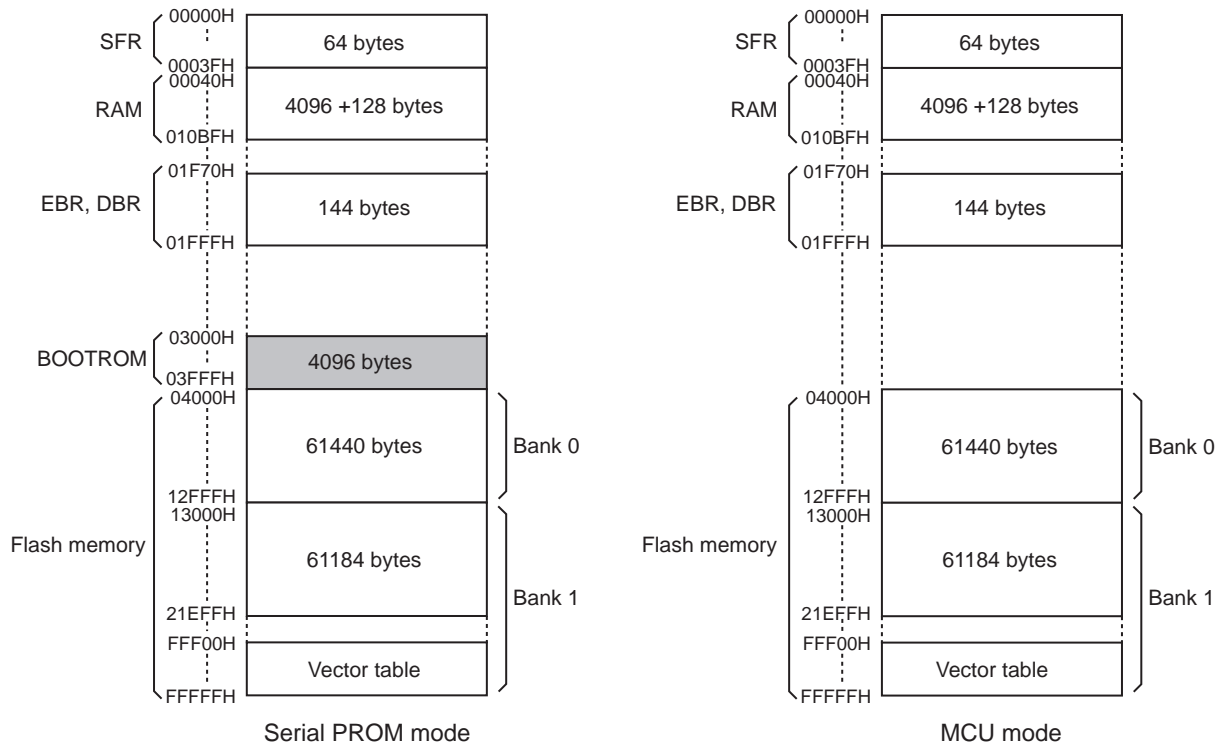 00000H
SFR
64 bytes
0003FH
00040H
RAM
4096 +128 bytes
010BFH
01F70H
EBR, DBR
144 bytes
01FFFH
03000H
BOOTROM
4096 bytes
03FFFH
04000H
61440 bytes
Bank 0
12FFFH
13000H
Flash memory
61184 bytes
Bank 1
21EFFH
FFF00H
Vector table
FFFFFH
Serial PROM mode
00000H
SFR
64 bytes
0003FH
00040H
RAM
4096 +128 bytes
010BFH
01F70H
EBR, DBR
144 bytes
01FFFH
04000H
61440 bytes
Bank 0
12FFFH
13000H
Flash memory
61184 bytes
Bank 1
21EFFH
FFF00H
Vector table
FFFFFH
MCU mode